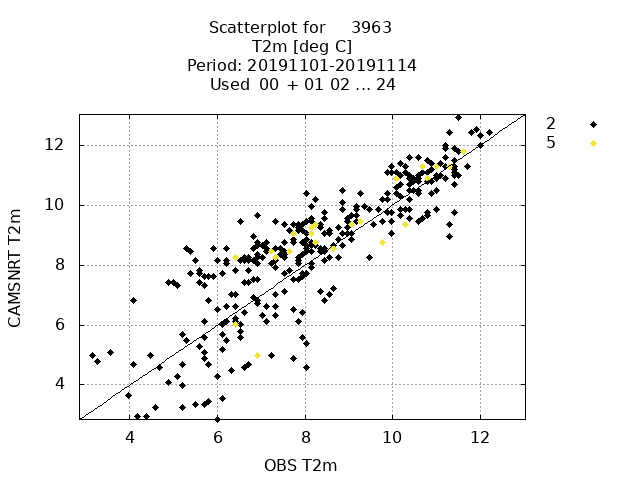 Scatterplot for 3963
T2m [deg C]
Period: 20191101-20191114
Used 00 + 01 02 ... 24
2
5
12
10
8
6
4
CAMSNRT T2m
4 6 8 10 12
OBS T2m